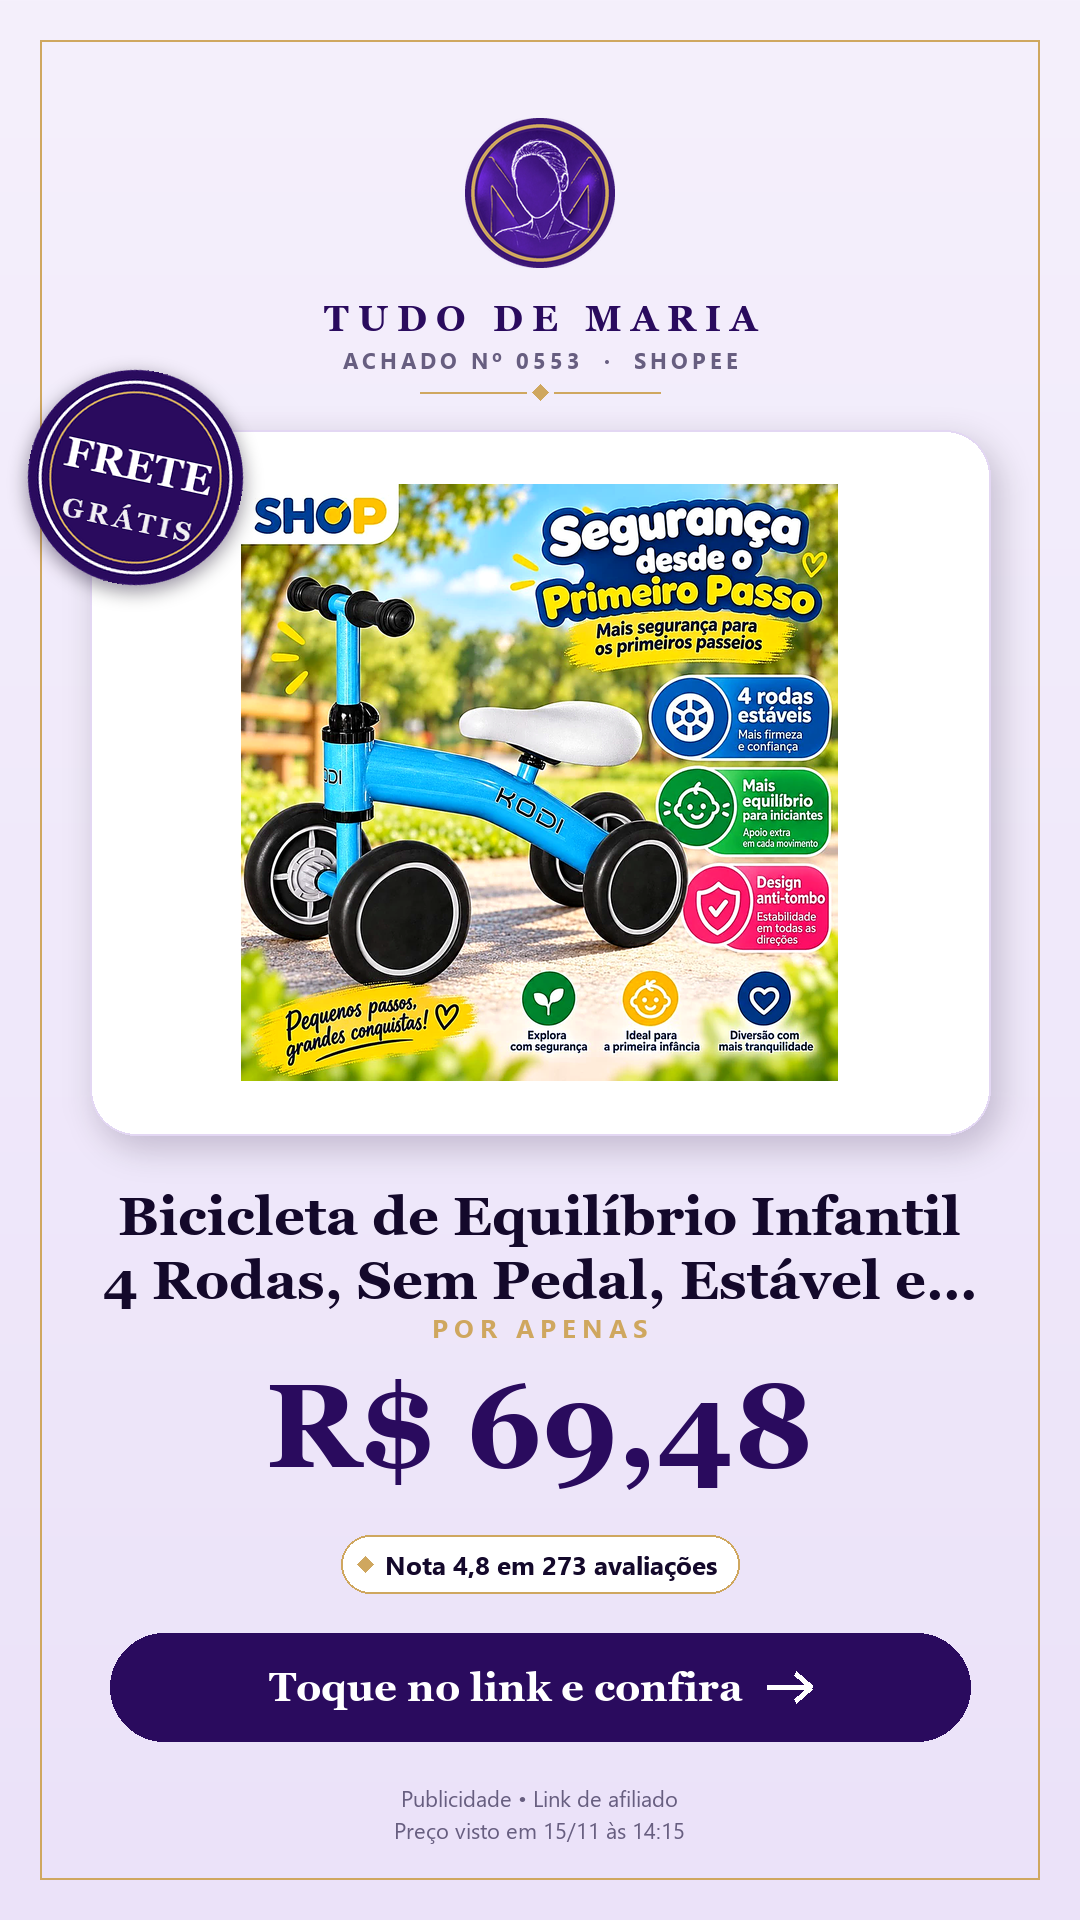 TUDO DE MARIA
ACHADO Nº 0553 · SHOPEE
FRETE
GRÁTIS
SHOP
Segurança
desde o
Primeiro Passo
Mais segurança para
os primeiros passeios
4 rodas
estáveis
Mais firmeza
e confiança
Mais
equilíbrio
para iniciantes
Apoio extra
em cada movimento
Design
anti-tombo
Estabilidade
em todas as
direções
ODI
KODI
Pequenos passos,
grandes conquistas!
Explora
com segurança
Ideal para
a primeira infância
Diversão com
mais tranquilidade
Bicicleta de Equilíbrio Infantil
4 Rodas, Sem Pedal, Estável e...
POR APENAS
R$ 69,48
Nota 4,8 em 273 avaliações
Toque no link e confira →
Publicidade • Link de afiliado
Preço visto em 15/11 às 14:15